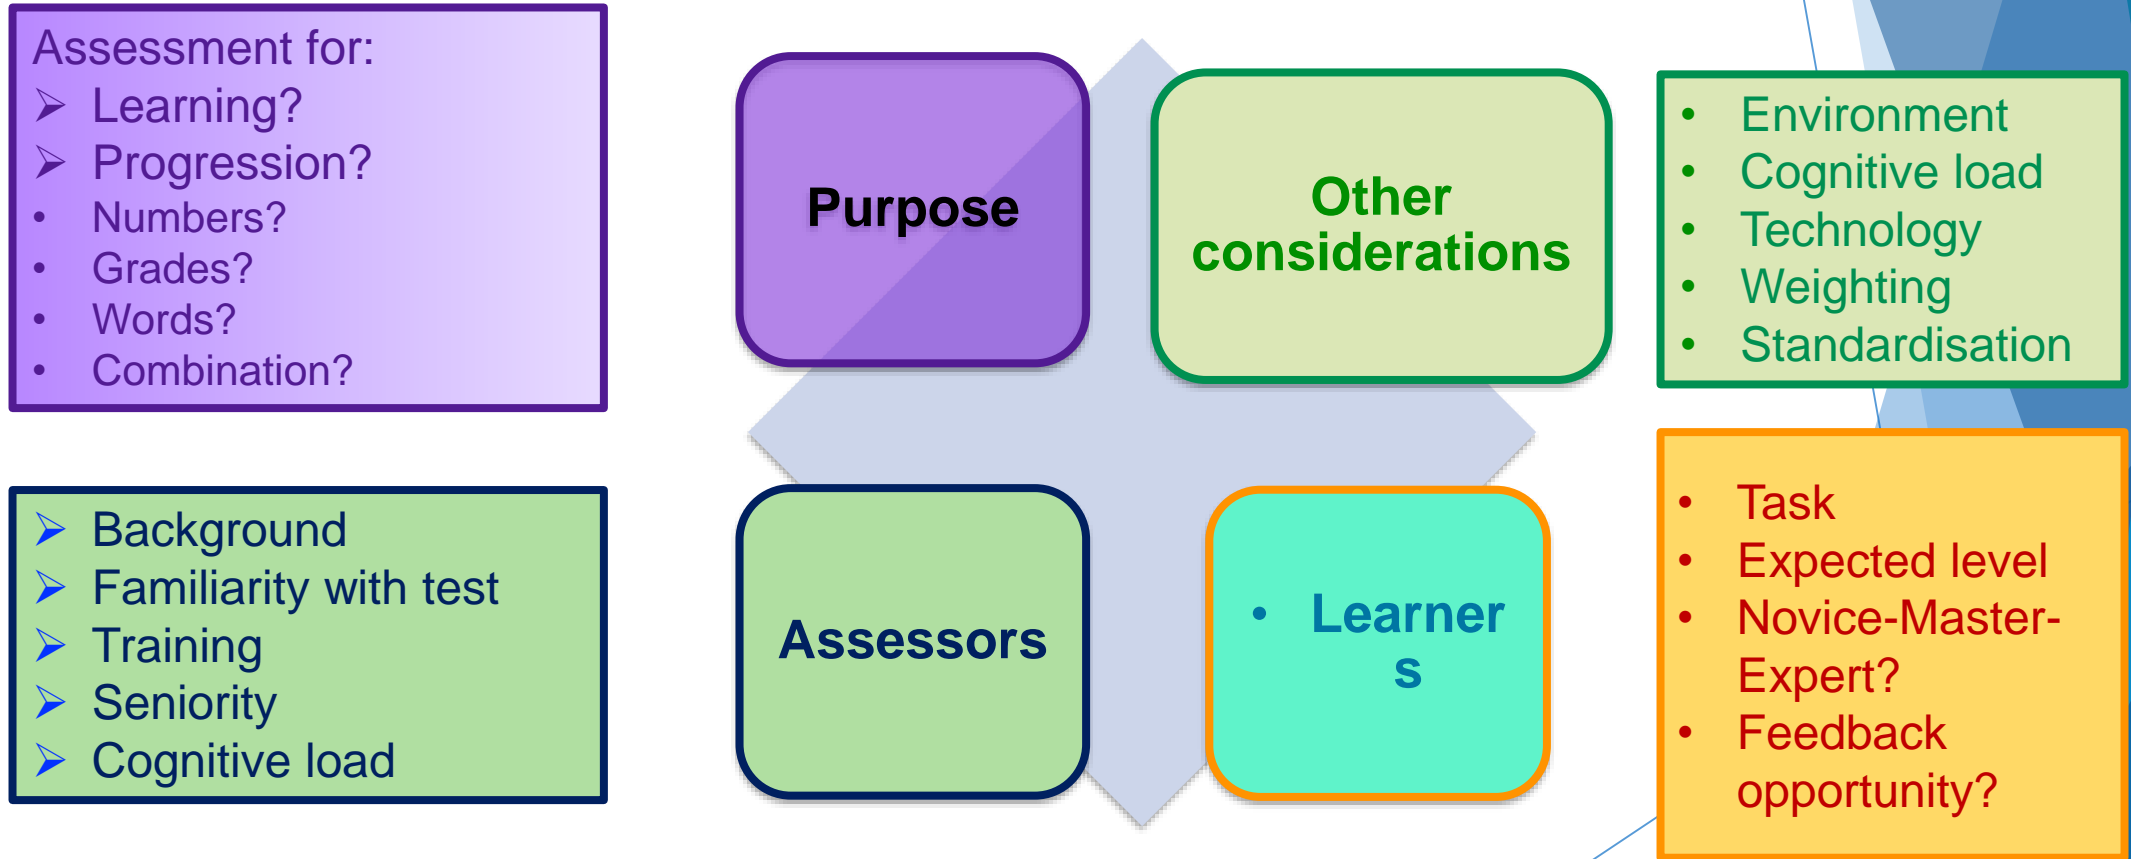 Assessment for:
➢ Learning?
➢ Progression?
• Numbers?
• Grades?
• Words?
• Combination?
Purpose
Other
considerations
• Environment
• Cognitive load
• Technology
• Weighting
• Standardisation
➢ Background
➢ Familiarity with test
➢ Training
➢ Seniority
➢ Cognitive load
Assessors
• Learner
s
• Task
• Expected level
• Novice-Master-
Expert?
• Feedback
opportunity?